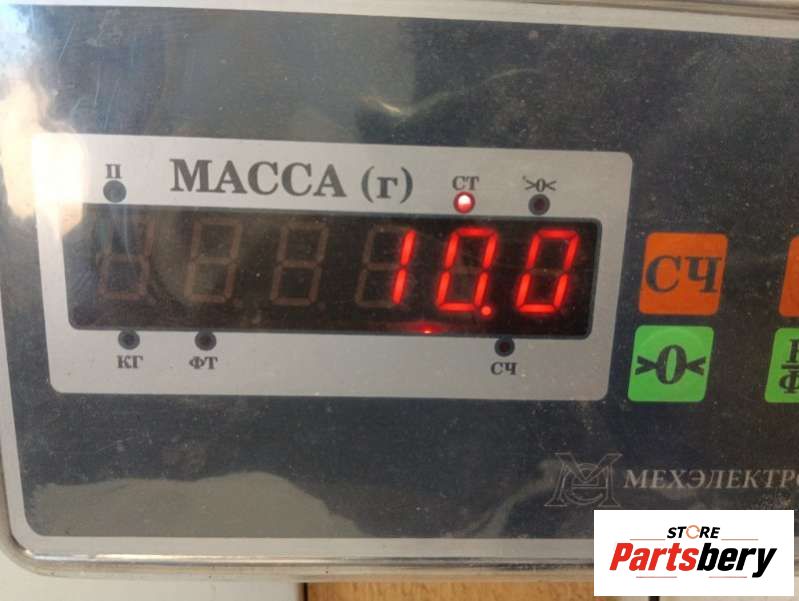 П
МАССА (г)
СТ
>0<
10.0
КГ
ФТ
СЧ
СЧ
>0<
Ф
МЕХЭЛЕКТРО
STORE
Partsbery